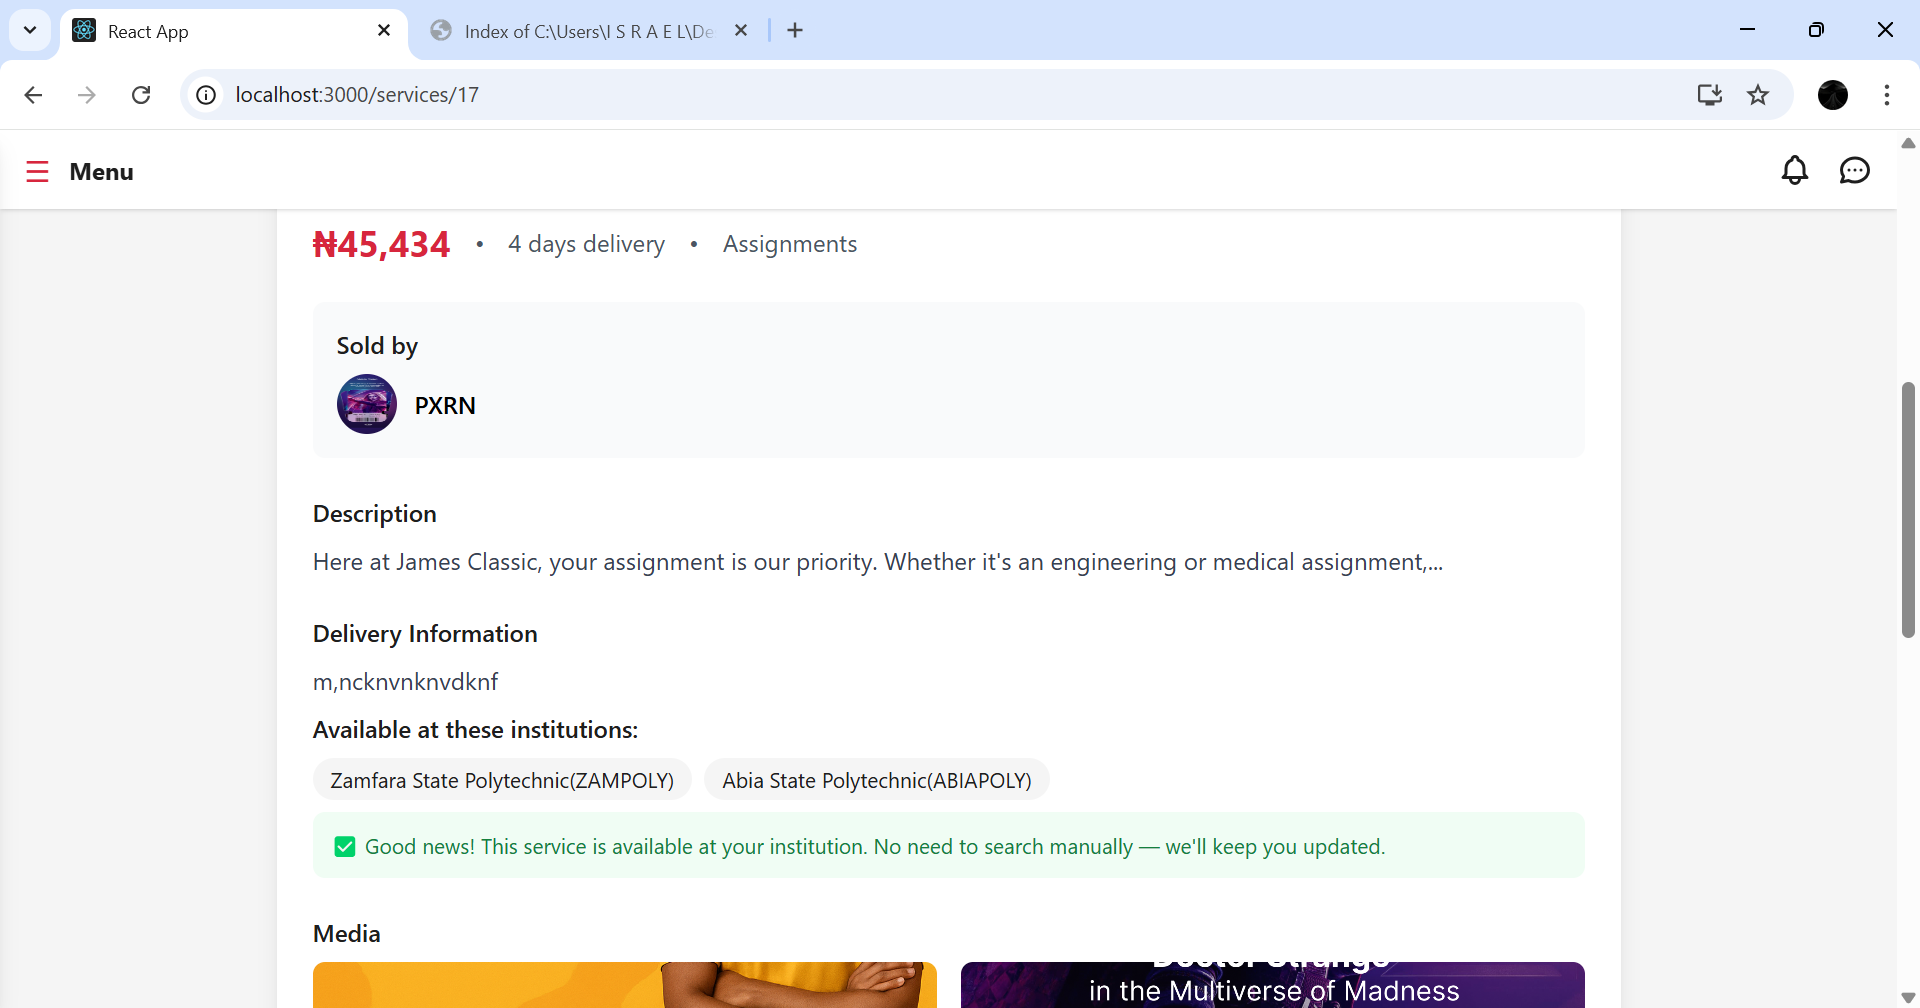 React App
Index of C:\Users\I S R A E L\De
localhost:3000/services/17
Menu
₦45,434 • 4 days delivery • Assignments
Sold by
PXRN
Description
Here at James Classic, your assignment is our priority. Whether it's an engineering or medical assignment,...
Delivery Information
m,ncknvnknvdknf
Available at these institutions:
Zamfara State Polytechnic(ZAMPOLY)
Abia State Polytechnic(ABIAPOLY)
Good news! This service is available at your institution. No need to search manually — we'll keep you updated.
Media
Doctor Strange
in the Multiverse of Madness